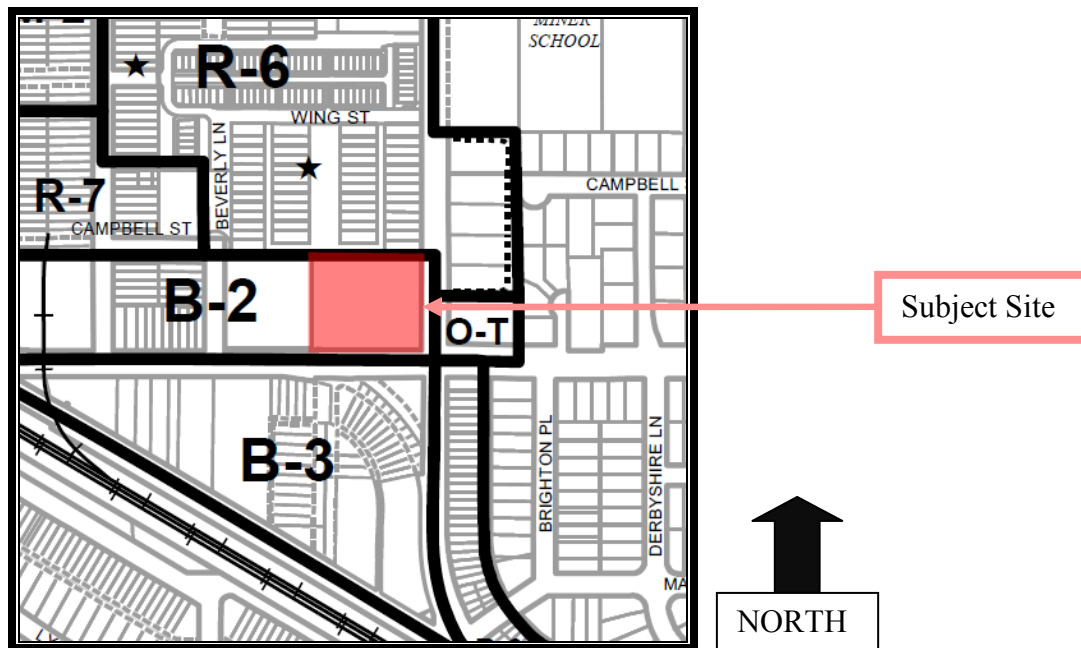 MINER
SCHOOL
R-6
WING ST
BEVERLY LN
CAMPBELL
R-7
CAMPBELL ST
B-2
Subject Site
O-T
B-3
BRIGHTON PL
DERBYSHIRE LN
NORTH